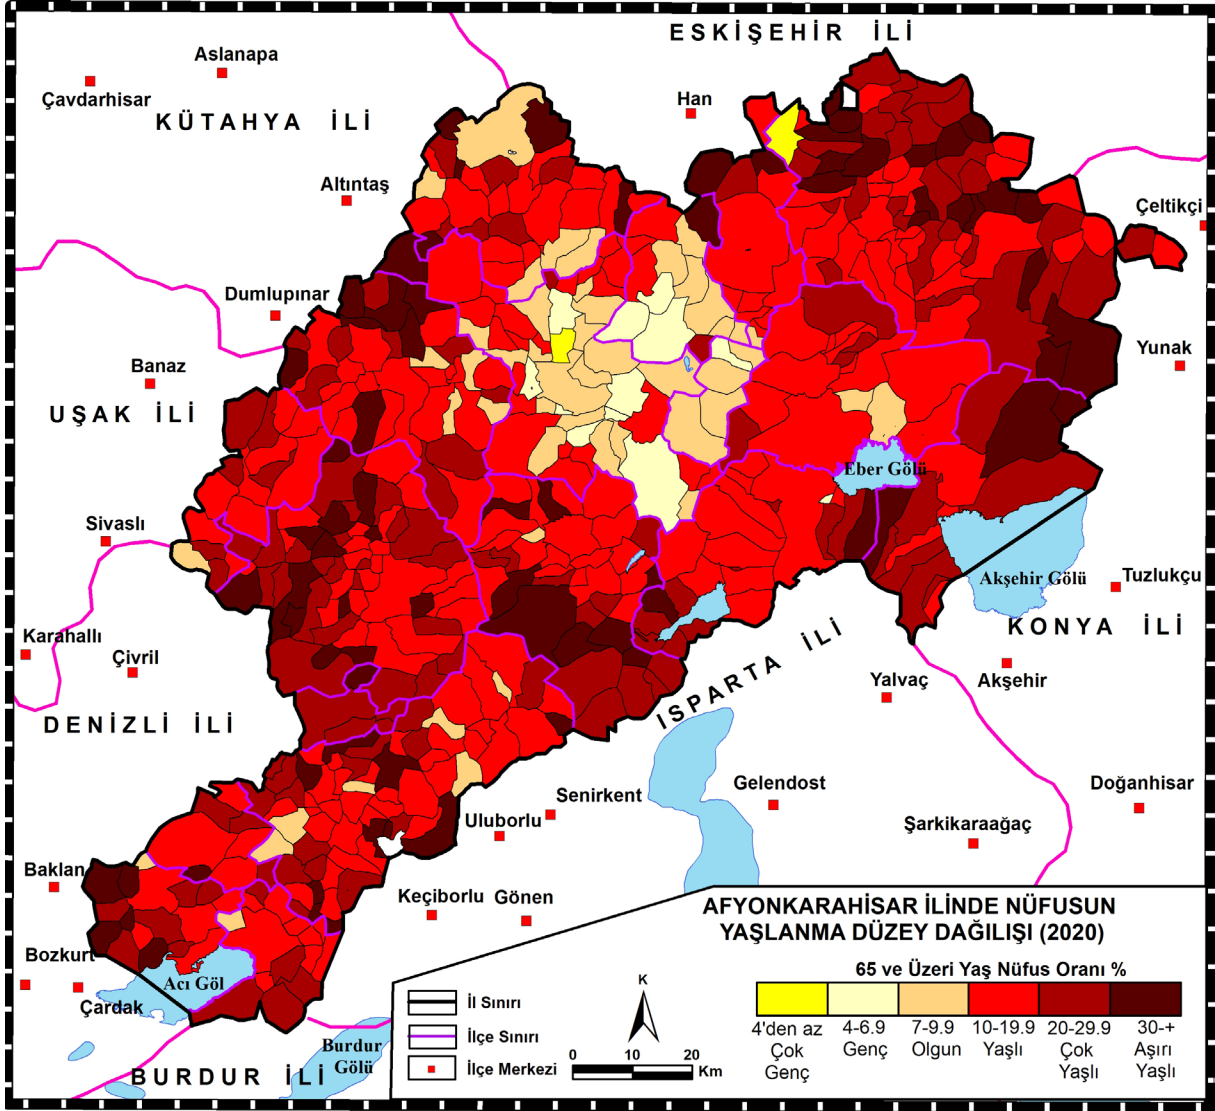 ESKİŞEHİR İLİ
Aslanapa
Çavdarhisar
Han
KÜTAHYA İLİ
Altıntaş
Çeltikçi
Dumlupınar
Yunak
Banaz
UŞAK İLİ
Eber Gölü
Sivaslı
Akşehir Gölü
Tuzlukçu
KONYA İLİ
Karahallı
Çivril
ISPARTA İLİ
Akşehir
Yalvaç
DENİZLİ İLİ
Gelendost
Doğanhisar
Senirkent
Uluborlu
Şarkikaraağaç
Baklan
Keçiborlu
Gönen
Bozkurt
Acı Göl
Çardak
Burdur
Gölü
BURDUR İLİ
AFYONKARAHİSAR İLİNDE NÜFUSUN
YAŞLANMA DÜZEY DAĞILIŞI (2020)
65 ve Üzeri Yaş Nüfus Oranı %
4'den az
Çok
Genç
4-6.9
Genç
7-9.9
Olgun
10-19.9
Yaşlı
20-29.9
Çok
Yaşlı
30-+
Aşırı
Yaşlı
İl Sınırı
İlçe Sınırı
İlçe Merkezi
K
0 10 20
Km